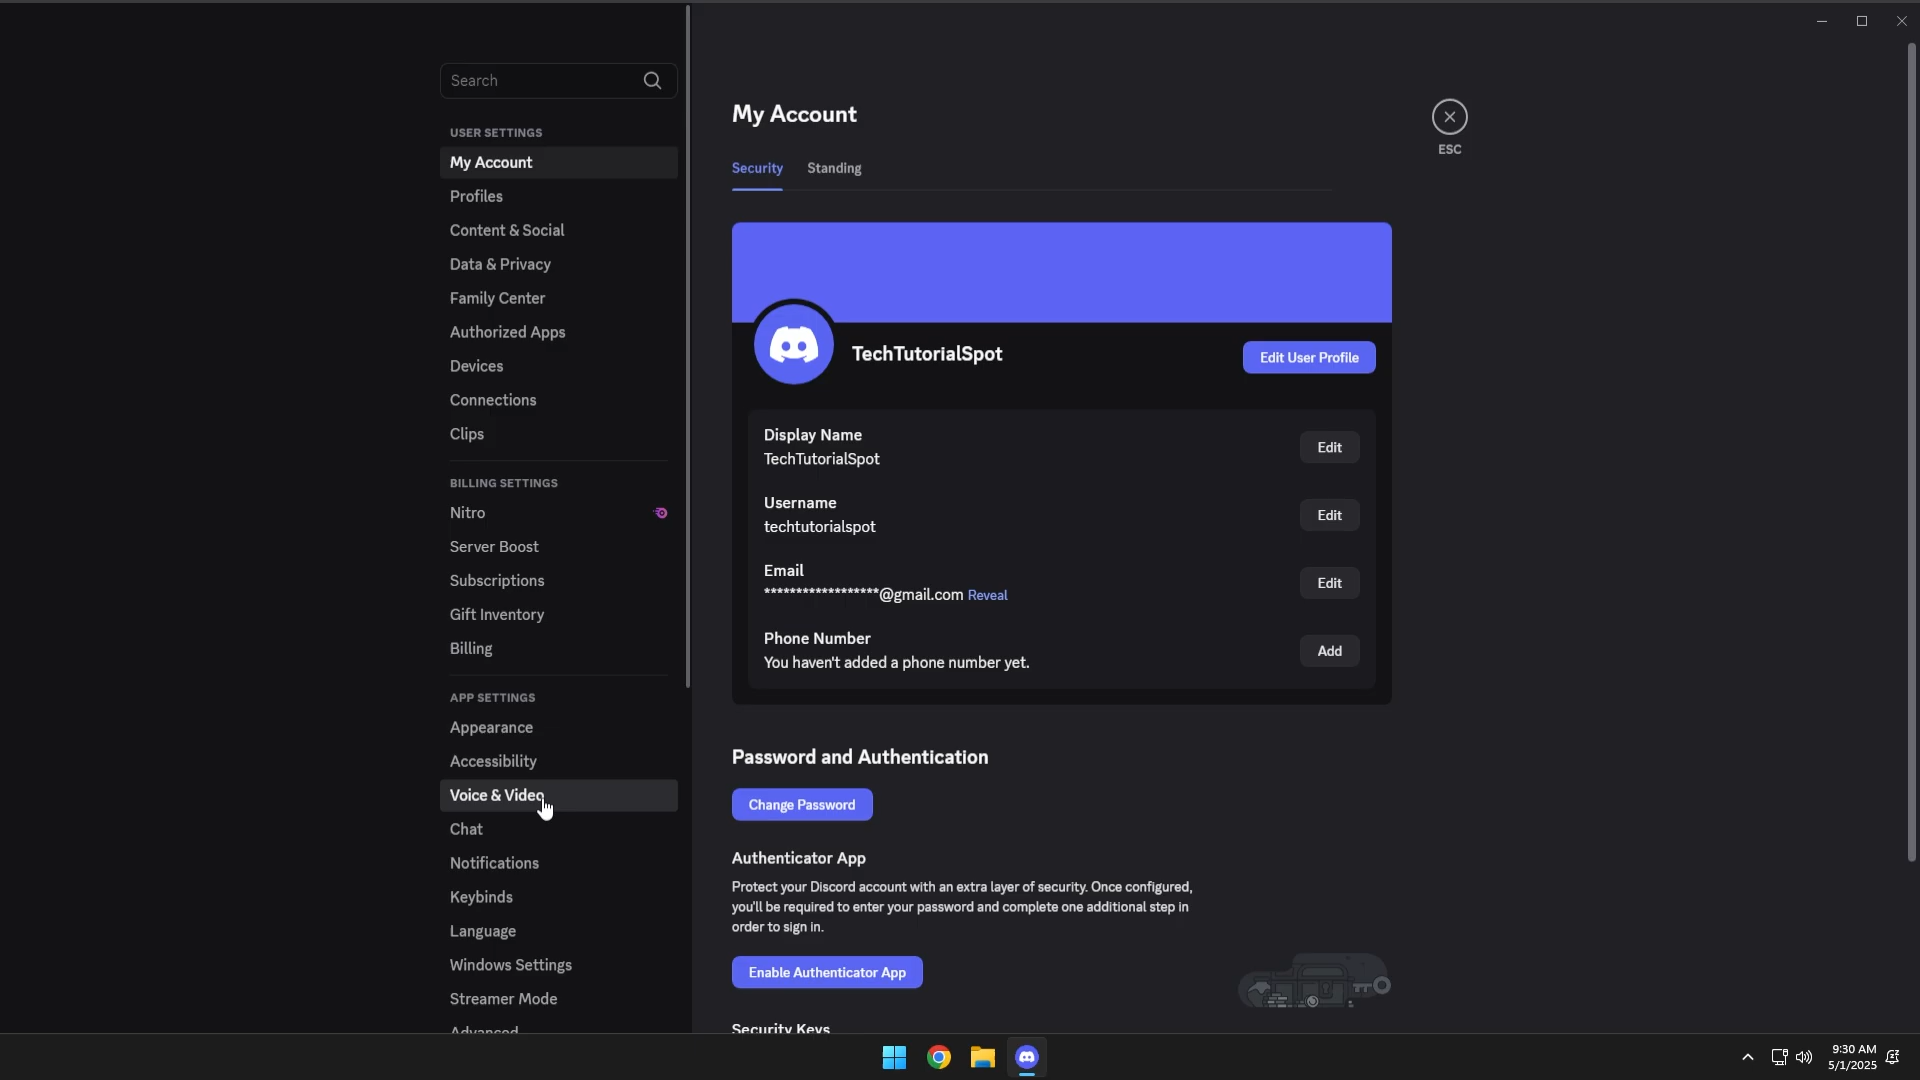 Search
USER SETTINGS
My Account
Profiles
Content & Social
Data & Privacy
Family Center
Authorized Apps
Devices
Connections
Clips
BILLING SETTINGS
Nitro
Server Boost
Subscriptions
Gift Inventory
Billing
APP SETTINGS
Appearance
Accessibility
Voice & Video
Chat
Notifications
Keybinds
Language
Windows Settings
Streamer Mode
Advanced
My Account
ESC
Security Standing
TechTutorialSpot
Edit User Profile
Display Name
TechTutorialSpot
Edit
Username
techtutorialspot
Edit
Email
******************@gmail.com Reveal
Edit
Phone Number
You haven't added a phone number yet.
Add
Password and Authentication
Change Password
Authenticator App
Protect your Discord account with an extra layer of security. Once configured,
you'll be required to enter your password and complete one additional step in
order to sign in.
Enable Authenticator App
Security Keys
9:30 AM
5/1/2025